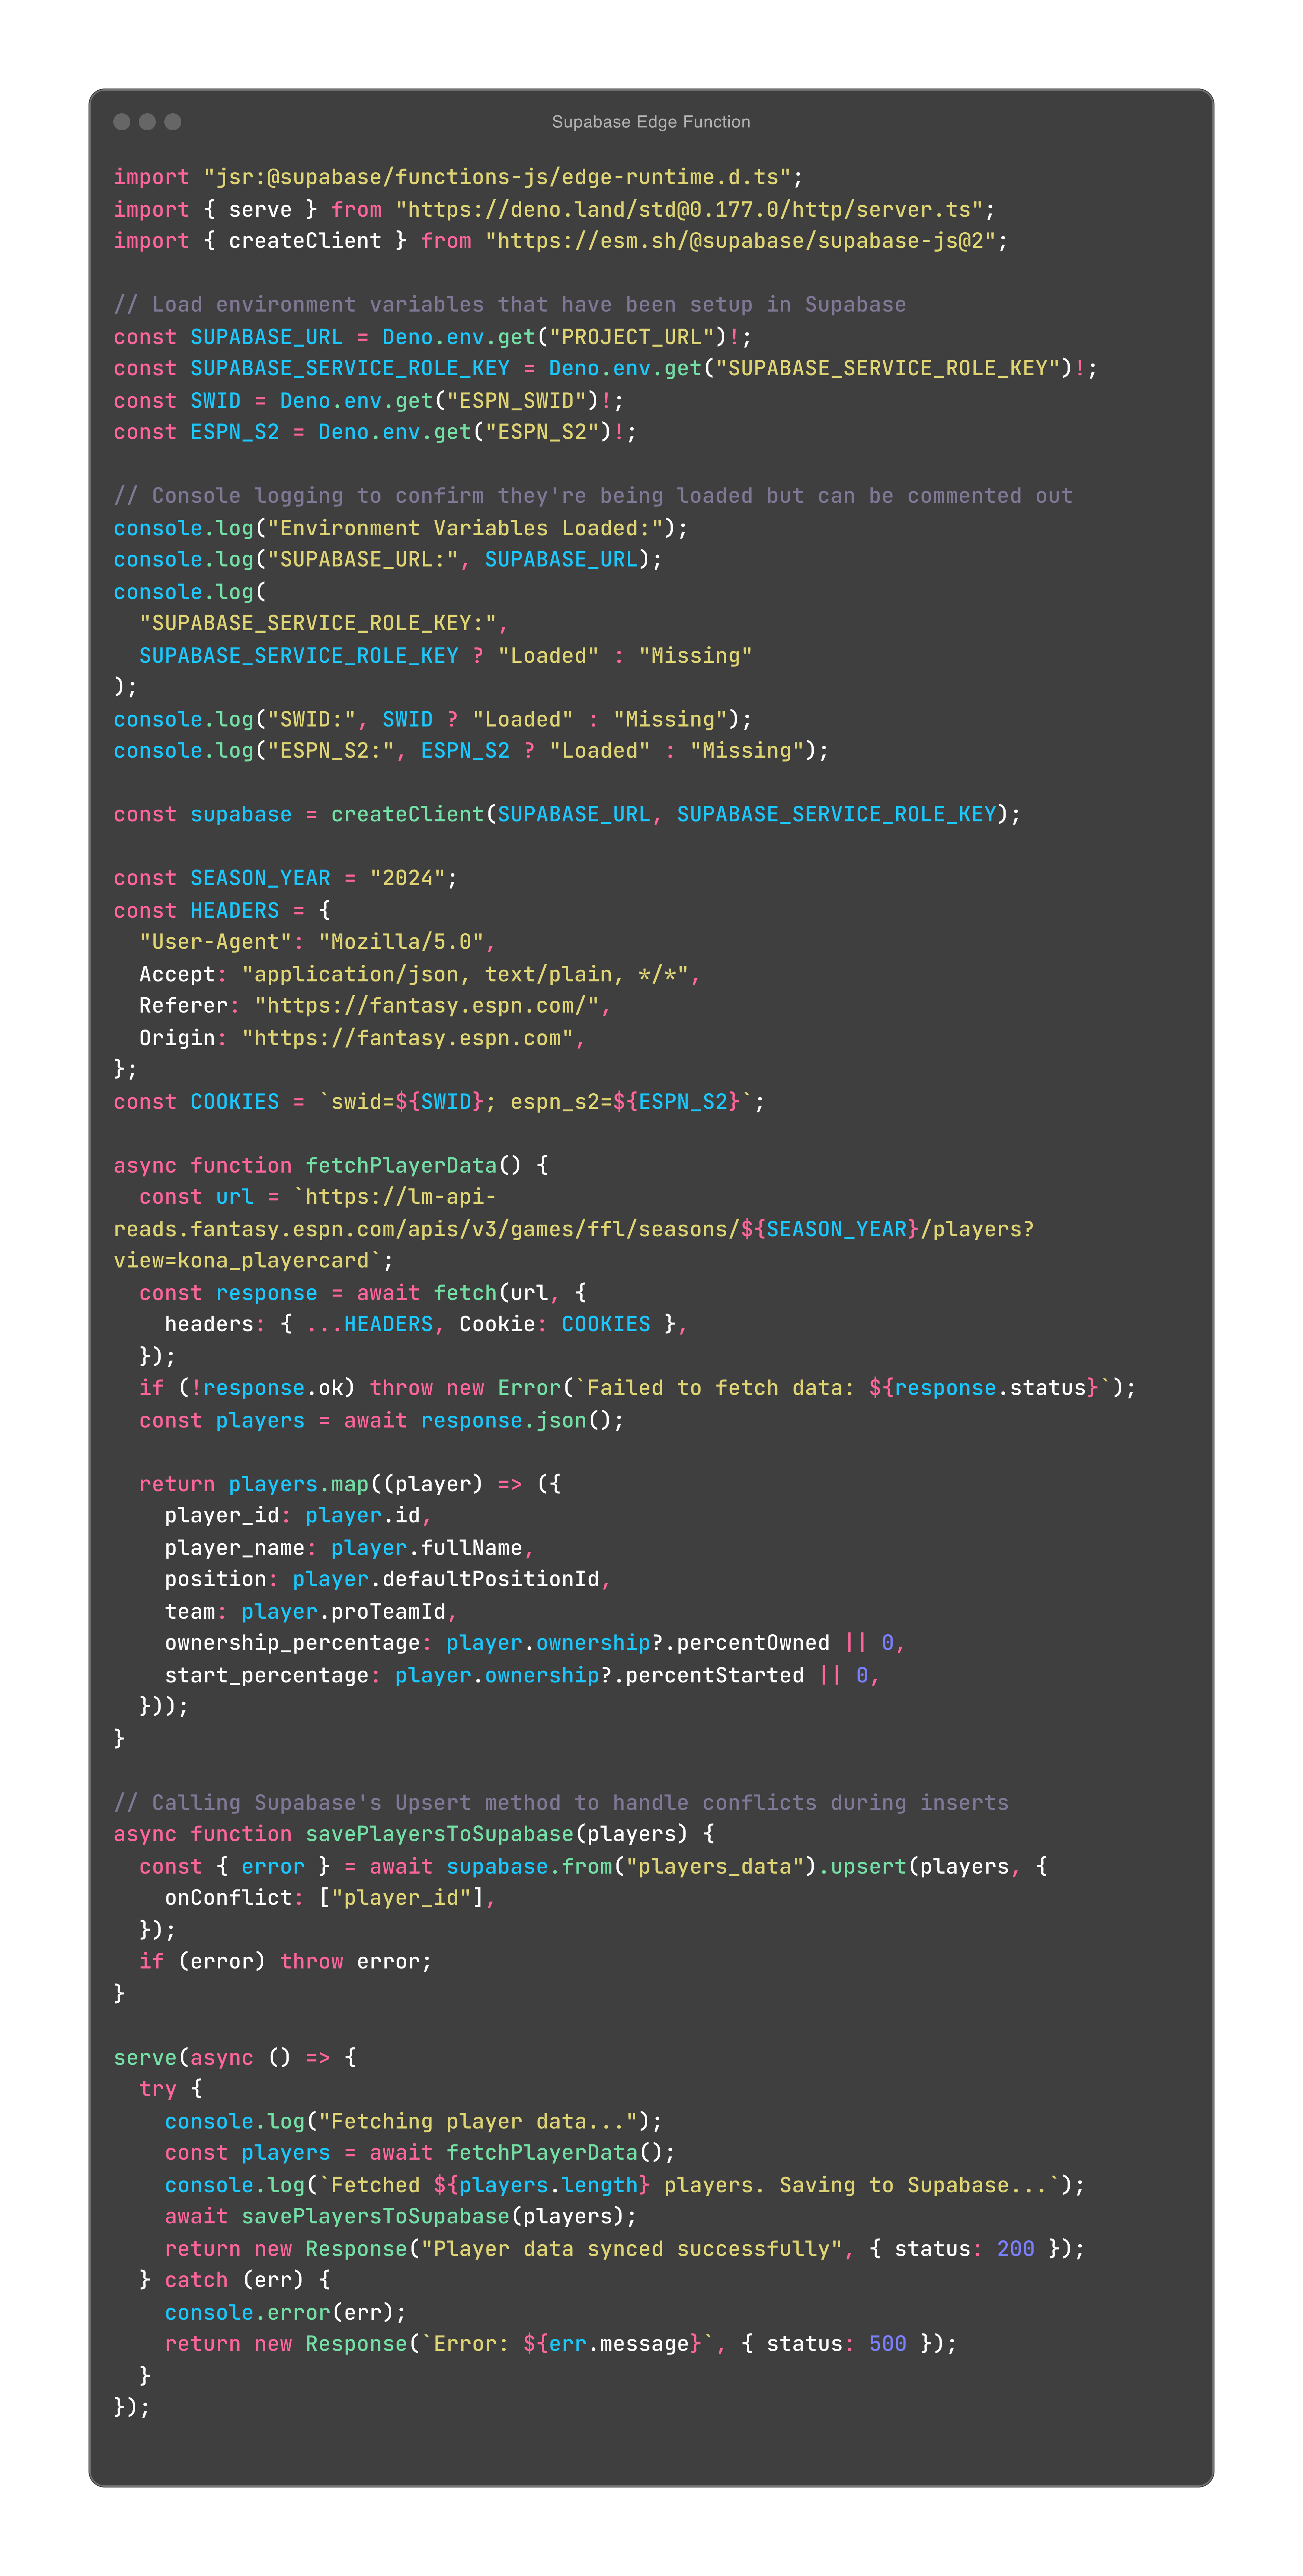 Supabase Edge Function
import "jsr:@supabase/functions-js/edge-runtime.d.ts";
import { serve } from "https://deno.land/std@0.177.0/http/server.ts";
import { createClient } from "https://esm.sh/@supabase/supabase-js@2";

// Load environment variables that have been setup in Supabase
const SUPABASE_URL = Deno.env.get("PROJECT_URL")!;
const SUPABASE_SERVICE_ROLE_KEY = Deno.env.get("SUPABASE_SERVICE_ROLE_KEY")!;
const SWID = Deno.env.get("ESPN_SWID")!;
const ESPN_S2 = Deno.env.get("ESPN_S2")!;

// Console logging to confirm they're being loaded but can be commented out
console.log("Environment Variables Loaded:");
console.log("SUPABASE_URL:", SUPABASE_URL);
console.log(
  "SUPABASE_SERVICE_ROLE_KEY:",
  SUPABASE_SERVICE_ROLE_KEY ? "Loaded" : "Missing"
);
console.log("SWID:", SWID ? "Loaded" : "Missing");
console.log("ESPN_S2:", ESPN_S2 ? "Loaded" : "Missing");

const supabase = createClient(SUPABASE_URL, SUPABASE_SERVICE_ROLE_KEY);

const SEASON_YEAR = "2024";
const HEADERS = {
  "User-Agent": "Mozilla/5.0",
  Accept: "application/json, text/plain, */*",
  Referer: "https://fantasy.espn.com/",
  Origin: "https://fantasy.espn.com",
};
const COOKIES = `swid=${SWID}; espn_s2=${ESPN_S2}`;

async function fetchPlayerData() {
  const url = `https://lm-api-
reads.fantasy.espn.com/apis/v3/games/ffl/seasons/${SEASON_YEAR}/players?
view=kona_playercard`;
  const response = await fetch(url, {
    headers: { ...HEADERS, Cookie: COOKIES },
  });
  if (!response.ok) throw new Error(`Failed to fetch data: ${response.status}`);
  const players = await response.json();

  return players.map((player) => ({
    player_id: player.id,
    player_name: player.fullName,
    position: player.defaultPositionId,
    team: player.proTeamId,
    ownership_percentage: player.ownership?.percentOwned || 0,
    start_percentage: player.ownership?.percentStarted || 0,
  }));
}

// Calling Supabase's Upsert method to handle conflicts during inserts
async function savePlayersToSupabase(players) {
  const { error } = await supabase.from("players_data").upsert(players, {
    onConflict: ["player_id"],
  });
  if (error) throw error;
}

serve(async () => {
  try {
    console.log("Fetching player data...");
    const players = await fetchPlayerData();
    console.log(`Fetched ${players.length} players. Saving to Supabase...`);
    await savePlayersToSupabase(players);
    return new Response("Player data synced successfully", { status: 200 });
  } catch (err) {
    console.error(err);
    return new Response(`Error: ${err.message}`, { status: 500 });
  }
});